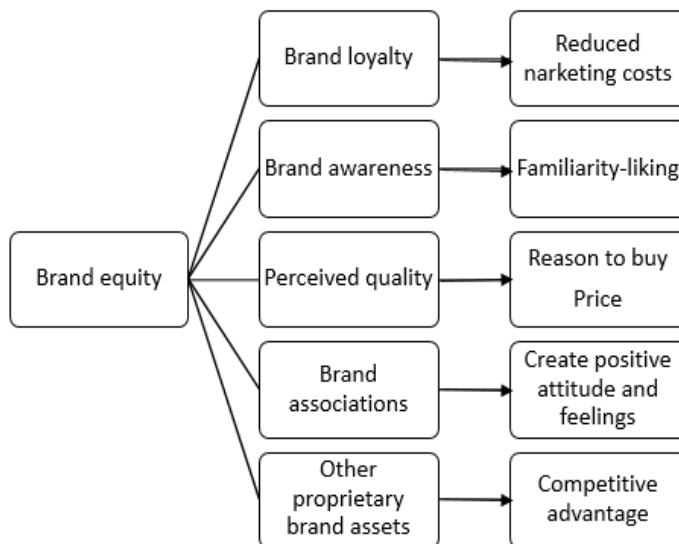 Brand equity
Brand loyalty
Reduced
narketing costs
Brand awareness
Familiarity-liking
Perceived quality
Reason to buy
Price
Brand
associations
Create positive
attitude and
feelings
Other
proprietary
brand assets
Competitive
advantage